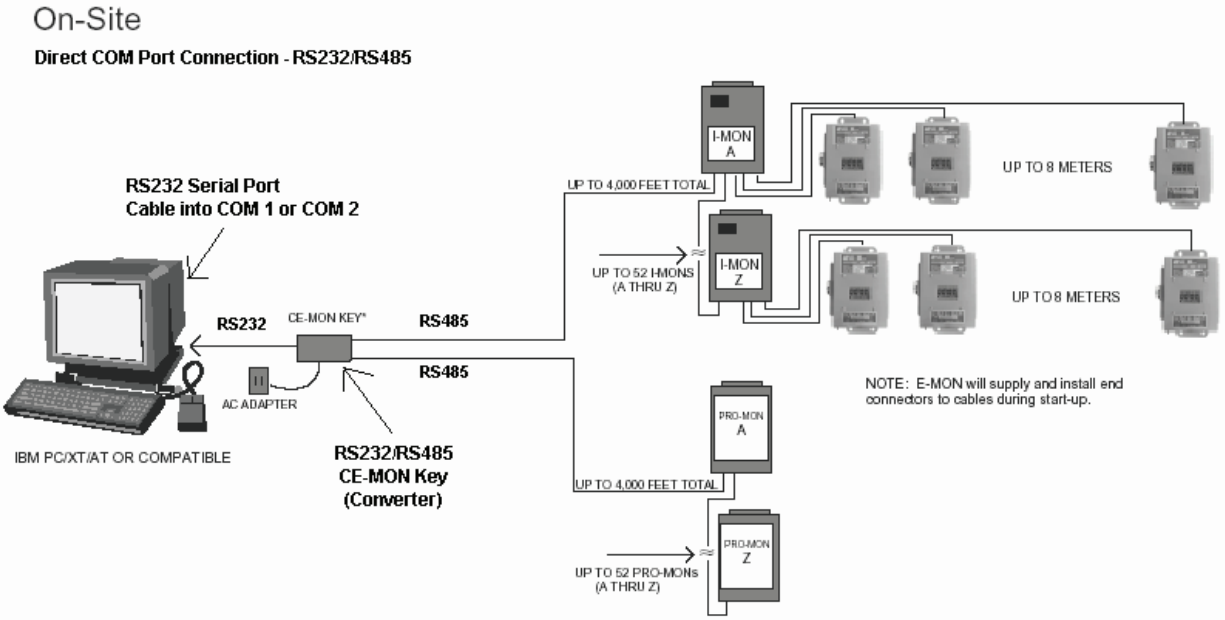 On-Site
Direct COM Port Connection - RS232/RS485
I-MON
A
UP TO 8 METERS
RS232 Serial Port
Cable into COM 1 or COM 2
UP TO 4,000 FEET TOTAL
I-MON
Z
UP TO 52 I-MONS
(A THRU Z)
UP TO 8 METERS
RS232
CE-MON KEY*
RS485
RS485
AC ADAPTER
NOTE: E-MON will supply and install end
connectors to cables during start-up.
PRO-MON
A
IBM PC/XT/AT OR COMPATIBLE
RS232/RS485
CE-MON Key
(Converter)
UP TO 4,000 FEET TOTAL
PRO-MON
Z
UP TO 52 PRO-MONs
(A THRU Z)